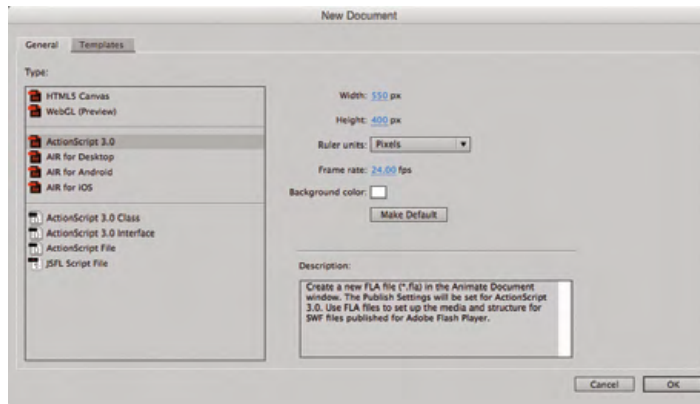 New Document
General Templates
Type:
HTML5 Canvas
WebGL (Preview)
ActionScript 3.0
AIR for Desktop
AIR for Android
AIR for iOS
ActionScript 3.0 Class
ActionScript 3.0 Interface
ActionScript File
JSFL Script File
Width: 550 px
Height: 400 px
Ruler units: Pixels
Frame rate: 24.00 fps
Background color:
Make Default
Description:
Create a new FLA file (*.fla) in the Animate Document
window. The Publish Settings will be set for ActionScript
3.0. Use FLA files to set up the media and structure for
SWF files published for Adobe Flash Player.
Cancel OK